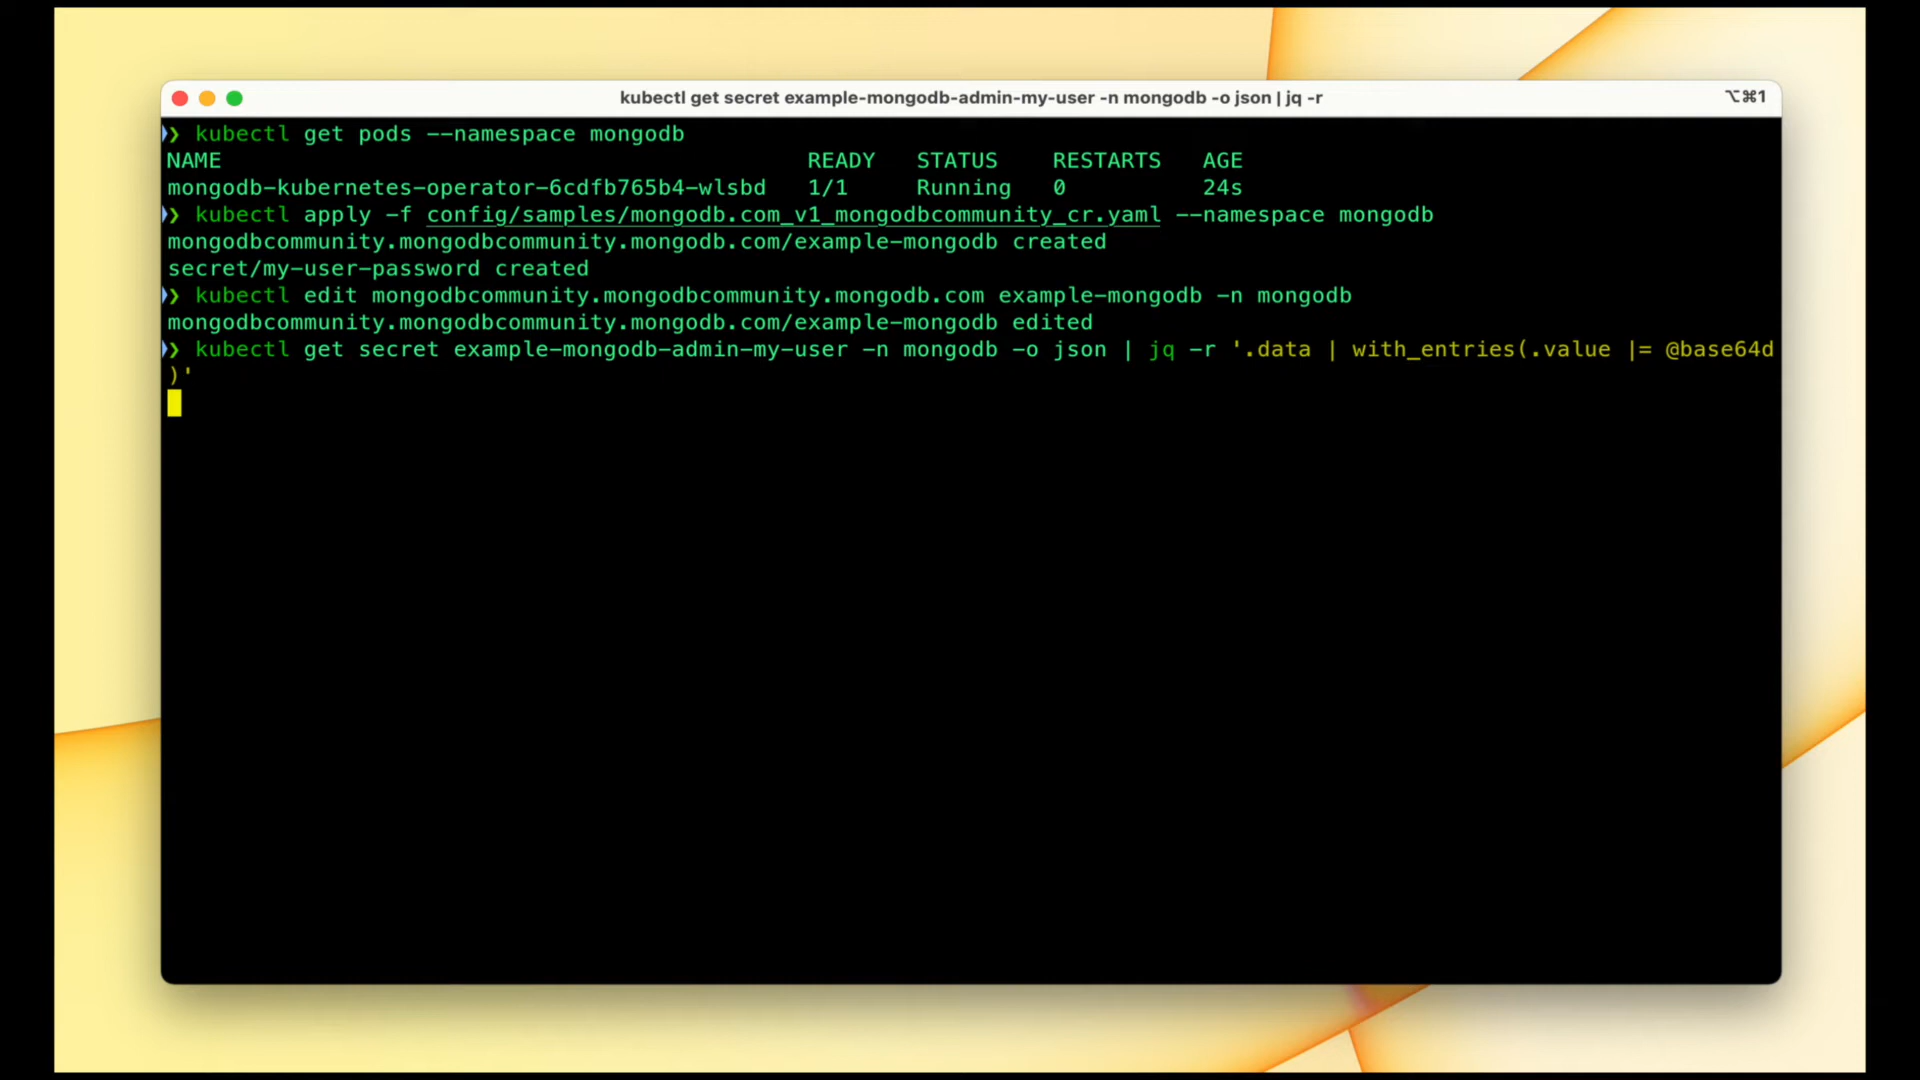 kubectl get secret example-mongodb-admin-my-user -n mongodb -o json | jq -r
⌥⌘1
❯ kubectl get pods --namespace mongodb
NAME READY STATUS RESTARTS AGE
mongodb-kubernetes-operator-6cdfb765b4-wlsbd 1/1 Running 0 24s
❯ kubectl apply -f config/samples/mongodb.com_v1_mongodbcommunity_cr.yaml --namespace mongodb
mongodbcommunity.mongodbcommunity.mongodb.com/example-mongodb created
secret/my-user-password created
❯ kubectl edit mongodbcommunity.mongodbcommunity.mongodb.com example-mongodb -n mongodb
mongodbcommunity.mongodbcommunity.mongodb.com/example-mongodb edited
❯ kubectl get secret example-mongodb-admin-my-user -n mongodb -o json | jq -r '.data | with_entries(.value |= @base64d
)'